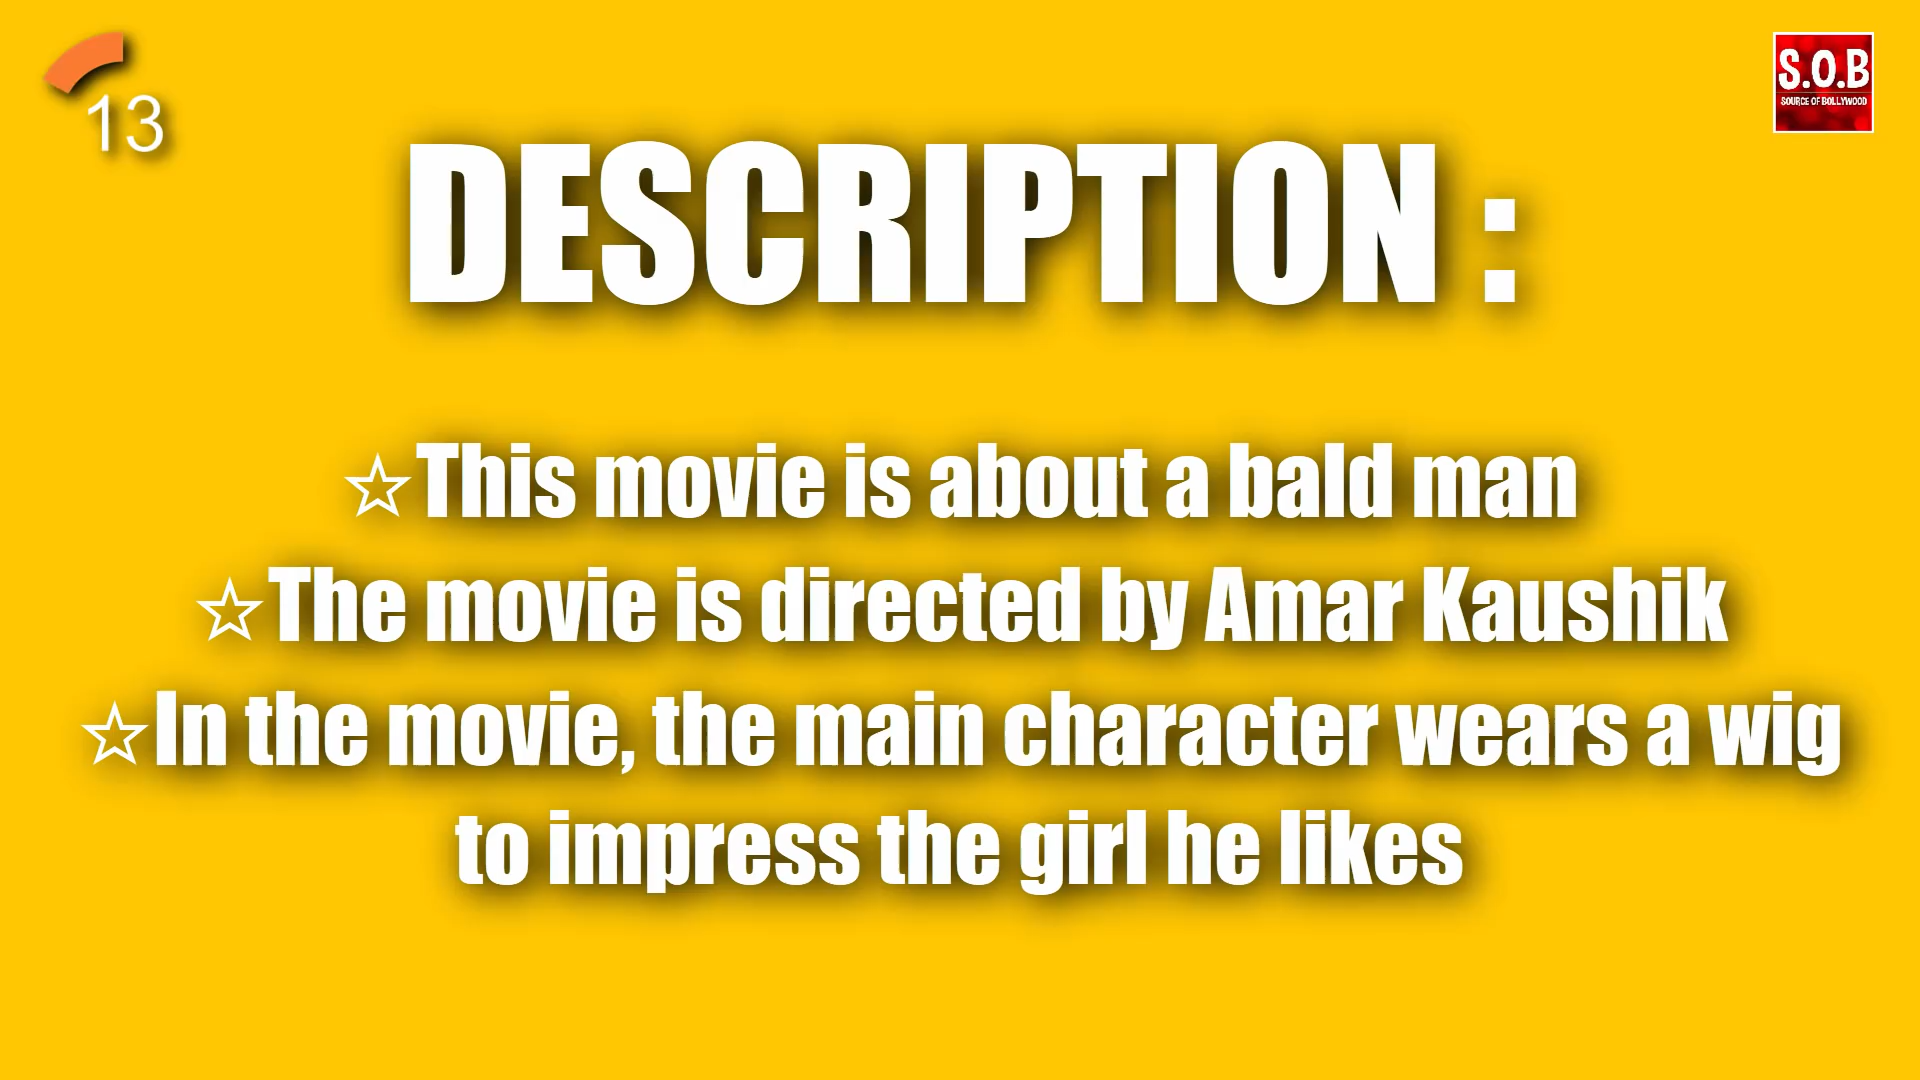 13
S.O.B
SOURCE OF BOLLYWOOD
DESCRIPTION :
☆This movie is about a bald man
☆The movie is directed by Amar Kaushik
☆In the movie, the main character wears a wig
to impress the girl he likes